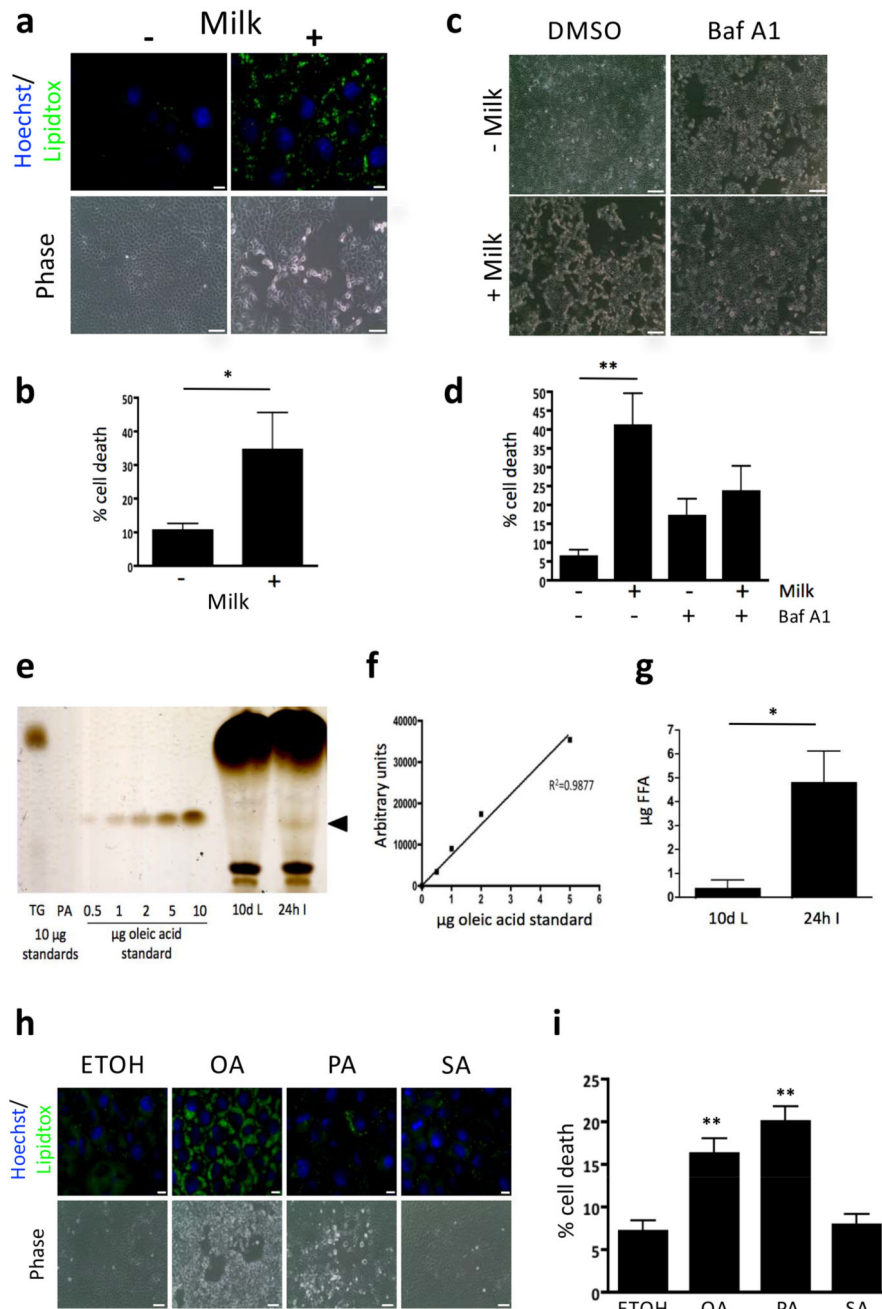 a
Milk
- +
Hoechst/
Lipidtox
Phase
b
*
% cell death
50
40
30
20
10
0
- +
Milk
c
DMSO Baf A1
- Milk
+ Milk
d
**
% cell death
50
45
40
35
30
25
20
15
10
5
0
- + - + Milk
- - + + Baf A1
e
TG PA 0.5 1 2 5 10 10d L 24h I
10 µg
standards
µg oleic acid
standard
f
Arbitrary units
40000
30000
20000
10000
0
R²=0.9877
0 1 2 3 4 5 6
µg oleic acid standard
g
*
µg FFA
7
6
5
4
3
2
1
0
10d L 24h I
h
ETOH OA PA SA
Hoechst/
Lipidtox
Phase
i
% cell death
25
20
15
10
5
0
** **
ETOH OA PA SA